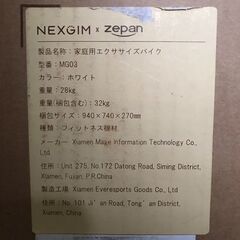 NEXGIM x zepan
製品名称：家庭用エクササイズバイク
型番：MG03
カラー：ホワイト
重量：28kg
重量（梱包含む）：32kg
梱包サイズ：940×740×270mm
種類：フィットネス機材
メーカー Xiamen Mage Information Technology Co.,
Ltd
住所：Unit 275, No.172 Datong Road, Siming District,
Xiamen, Fujian, P.R.China
製造工場 Xiamen Eversports Goods Co., Ltd
住所：No. 101 Ji'an Road, Tong'an District,
Xiamen, China